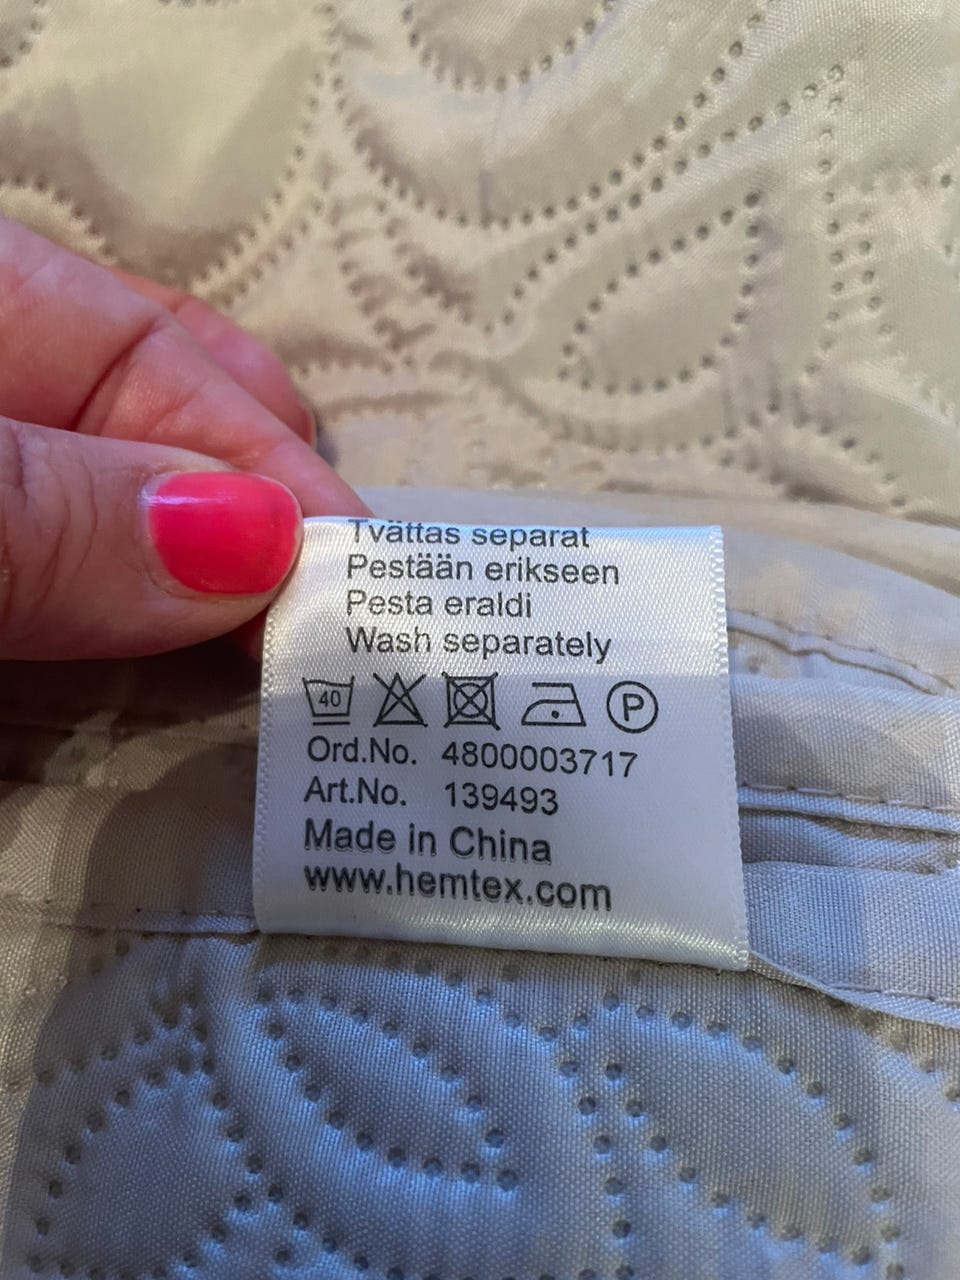 Tvättas separat
Pestään erikseen
Pesta eraldi
Wash separately
40 P
Ord.No. 4800003717
Art.No. 139493
Made in China
www.hemtex.com